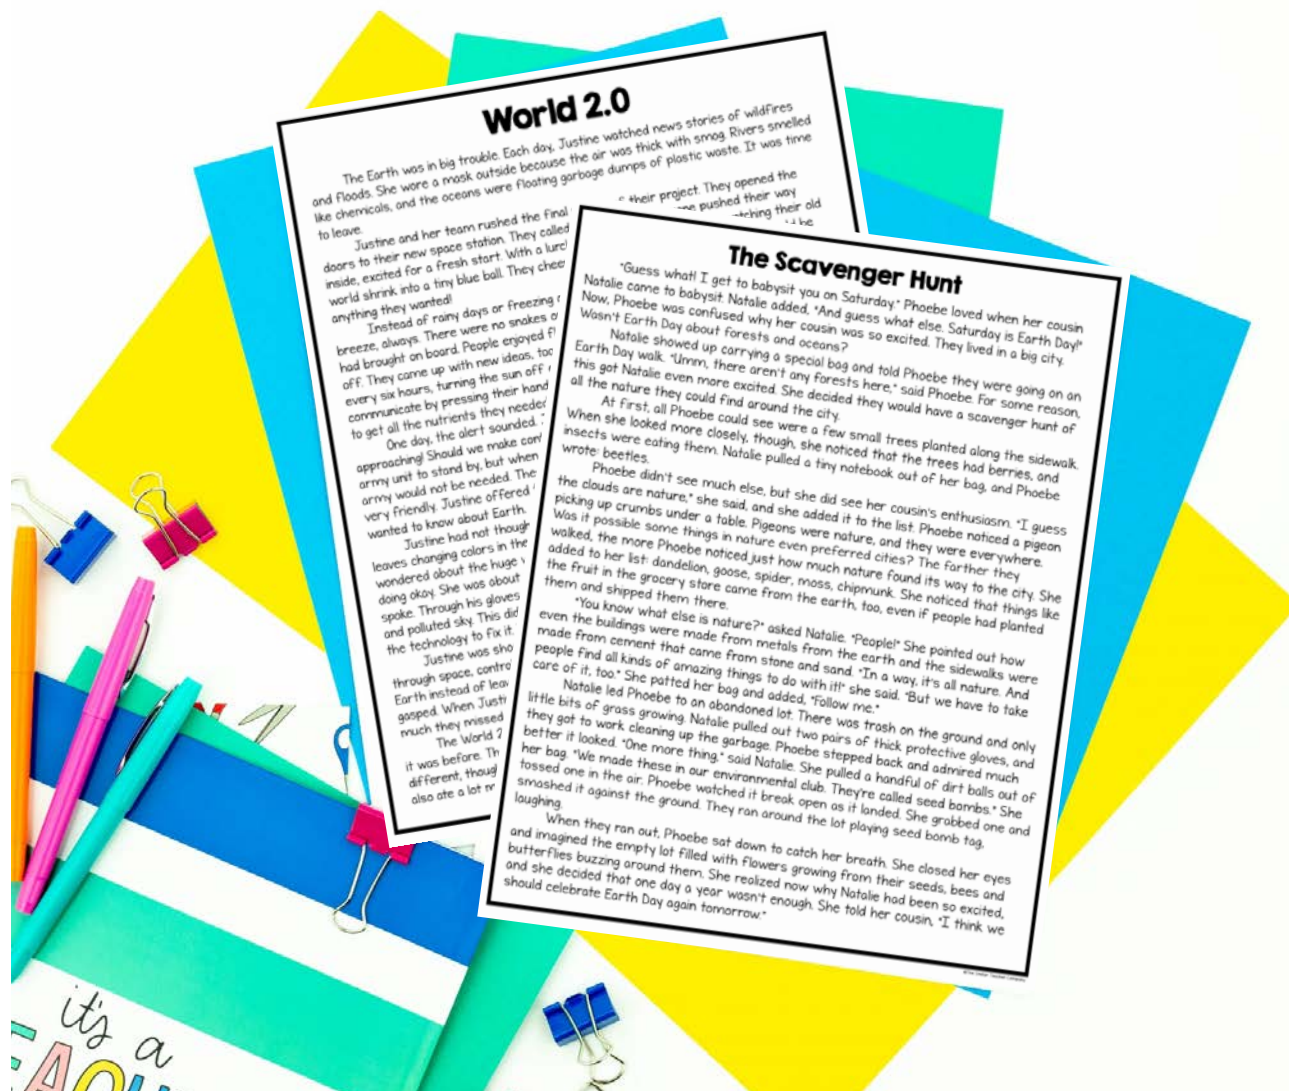 World 2.0
The Earth was in big trouble. Each day, Justine watched news stories of wildfires
and floods. She wore a mask outside because the air was thick with smog. Rivers smelled
like chemicals, and the oceans were floating garbage dumps of plastic waste. It was time
to leave.
Justine and her team rushed the final their project. They opened the
doors to their new space station. They called pushed their way
inside, excited for a fresh start. With a their old
world shrink into a tiny blue ball. They be
anything they wanted!
Instead of rainy days or freezing
breeze, always. There were no snakes
had brought on board. People enjoyed
off. They came up with new ideas, too
every six hours, turning the sun off
communicate by pressing their hand
to get all the nutrients they needed
One day, the alert sounded.
approaching! Should we make
army unit to stand by, but when
army would not be needed. The
very friendly. Justine offered
wanted to know about Earth.
Justine had not
leaves changing colors in the
wondered about the huge
doing okay. She was about
spoke. Through his gloves
and polluted sky. This did
the technology to fix it.
Justine was
through space,
Earth instead of
gasped. When
much they missed
The World
it was before.
different,
also ate a lot
The Scavenger Hunt
"Guess what! I get to babysit you on Saturday." Phoebe loved when her cousin
Natalie came to babysit. Natalie added, "And guess what else. Saturday is Earth Day!"
Now, Phoebe was confused why her cousin was so excited. They lived in a big city.
Wasn't Earth Day about forests and oceans?
Natalie showed up carrying a special bag and told Phoebe they were going on an
Earth Day walk. "Umm, there aren't any forests here," said Phoebe. For some reason,
this got Natalie even more excited. She decided they would have a scavenger hunt of
all the nature they could find around the city.
At first, all Phoebe could see were a few small trees planted along the sidewalk.
When she looked more closely, though, she noticed that the trees had berries, and
insects were eating them. Natalie pulled a tiny notebook out of her bag, and Phoebe
wrote: beetles.
Phoebe didn't see much else, but she did see her cousin's enthusiasm. "I guess
the clouds are nature," she said, and she added it to the list. Phoebe noticed a pigeon
picking up crumbs under a table. Pigeons were nature, and they were everywhere.
Was it possible some things in nature even preferred cities? The farther they
walked, the more Phoebe noticed just how much nature found its way to the city. She
added to her list: dandelion, goose, spider, moss, chipmunk. She noticed that things like
the fruit in the grocery store came from the earth, too, even if people had planted
them and shipped them there.
"You know what else is nature?" asked Natalie. "People!" She pointed out how
even the buildings were made from metals from the earth and the sidewalks were
made from cement that came from stone and sand. "In a way, it's all nature. And
people find all kinds of amazing things to do with it!" she said. "But we have to take
care of it, too." She patted her bag and added, "Follow me."
Natalie led Phoebe to an abandoned lot. There was trash on the ground and only
little bits of grass growing. Natalie pulled out two pairs of thick protective gloves, and
they got to work cleaning up the garbage. Phoebe stepped back and admired much
better it looked. "One more thing," said Natalie. She pulled a handful of dirt balls out of
her bag. "We made these in our environmental club. They're called seed bombs." She
tossed one in the air. Phoebe watched it break open as it landed. She grabbed one and
smashed it against the ground. They ran around the lot playing seed bomb tag,
laughing.
When they ran out, Phoebe sat down to catch her breath. She closed her eyes
and imagined the empty lot filled with flowers growing from their seeds, bees and
butterflies buzzing around them. She realized now why Natalie had been so excited,
and she decided that one day a year wasn't enough. She told her cousin, "I think we
should celebrate Earth Day again tomorrow."
it's a